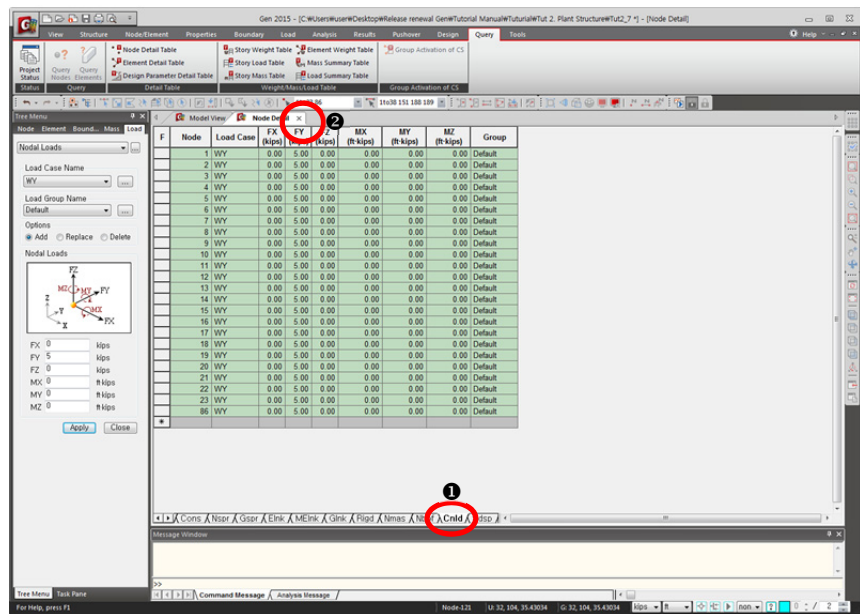 Gen 2015 - [C:₩Users₩user₩Desktop₩Release renewal Gen₩Tutorial Manual₩Tuturial₩Tut 2. Plant Structure₩Tut2_7 *] - [Node Detail]
View Structure Node/Element Properties Boundary Load Analysis Results Pushover Design Query Tools Help
Project Status
Query Nodes
Query Elements
Node Detail Table
Element Detail Table
Design Parameter Detail Table
Story Weight Table
Element Weight Table
Story Load Table
Mass Summary Table
Story Mass Table
Load Summary Table
Group Activation of CS
Status Query Detail Table Weight/Mass/Load Table Group Activation of CS
1to38 151 188 189
Tree Menu
Node Element Bound... Mass Load
Nodal Loads
Load Case Name
WY
Load Group Name
Default
Options
Add Replace Delete
Nodal Loads
FZ
MZ MY FY
MX
FX
Z
Y
X
FX 0 kips
FY 5 kips
FZ 0 kips
MX 0 ft·kips
MY 0 ft·kips
MZ 0 ft·kips
Apply Close
Model View Node Detail
❷
F Node Load Case FX (kips) FY (kips) FZ (kips) MX (ft·kips) MY (ft·kips) MZ (ft·kips) Group
1 WY 0.00 5.00 0.00 0.00 0.00 0.00 Default
2 WY 0.00 5.00 0.00 0.00 0.00 0.00 Default
3 WY 0.00 5.00 0.00 0.00 0.00 0.00 Default
4 WY 0.00 5.00 0.00 0.00 0.00 0.00 Default
5 WY 0.00 5.00 0.00 0.00 0.00 0.00 Default
6 WY 0.00 5.00 0.00 0.00 0.00 0.00 Default
7 WY 0.00 5.00 0.00 0.00 0.00 0.00 Default
8 WY 0.00 5.00 0.00 0.00 0.00 0.00 Default
9 WY 0.00 5.00 0.00 0.00 0.00 0.00 Default
10 WY 0.00 5.00 0.00 0.00 0.00 0.00 Default
11 WY 0.00 5.00 0.00 0.00 0.00 0.00 Default
12 WY 0.00 5.00 0.00 0.00 0.00 0.00 Default
13 WY 0.00 5.00 0.00 0.00 0.00 0.00 Default
14 WY 0.00 5.00 0.00 0.00 0.00 0.00 Default
15 WY 0.00 5.00 0.00 0.00 0.00 0.00 Default
16 WY 0.00 5.00 0.00 0.00 0.00 0.00 Default
17 WY 0.00 5.00 0.00 0.00 0.00 0.00 Default
18 WY 0.00 5.00 0.00 0.00 0.00 0.00 Default
19 WY 0.00 5.00 0.00 0.00 0.00 0.00 Default
20 WY 0.00 5.00 0.00 0.00 0.00 0.00 Default
21 WY 0.00 5.00 0.00 0.00 0.00 0.00 Default
22 WY 0.00 5.00 0.00 0.00 0.00 0.00 Default
23 WY 0.00 5.00 0.00 0.00 0.00 0.00 Default
86 WY 0.00 5.00 0.00 0.00 0.00 0.00 Default
*
❶
Cons Nspr Gspr Elnk MElnk Glnk Rigd Nmas Cnld
Message Window
>>
Command Message Analysis Message
Tree Menu Task Pane
For Help, press F1 Node-121 U: 32, 104, 35.43034 G: 32, 104, 35.43034 kips ft non 0 / 2